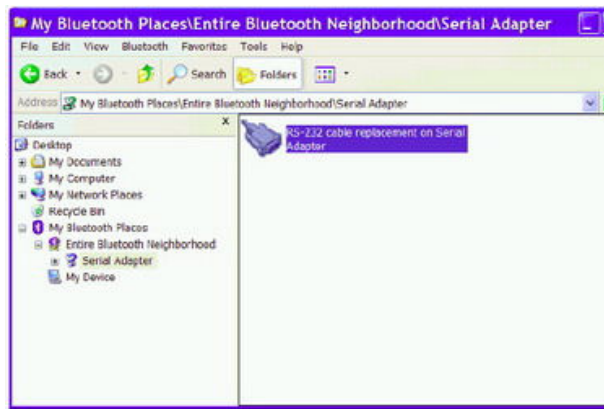 My Bluetooth Places\Entire Bluetooth Neighborhood\Serial Adapter
File Edit View Bluetooth Favorites Tools Help
Back Search Folders
Address My Bluetooth Places\Entire Bluetooth Neighborhood\Serial Adapter
Folders x
Desktop
My Documents
My Computer
My Network Places
Recycle Bin
My Bluetooth Places
Entire Bluetooth Neighborhood
Serial Adapter
My Device
RS-232 cable replacement on Serial
Adapter